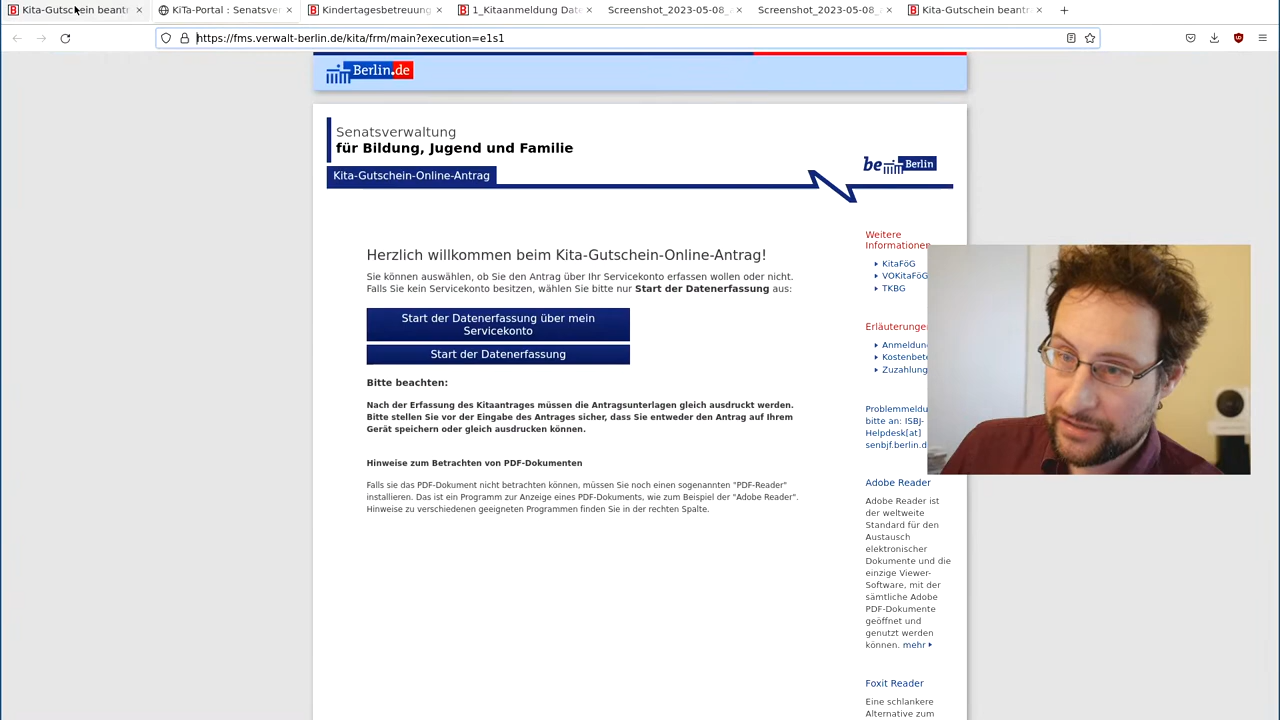 Kita-Gutschein beantr
KiTa-Portal : Senatsver
Kindertagesbetreuung
1_Kitaanmeldung Date
Screenshot_2023-05-08_
Screenshot_2023-05-08_
Kita-Gutschein beantr
https://fms.verwalt-berlin.de/kita/frm/main?execution=e1s1
Berlin.de
Senatsverwaltung
für Bildung, Jugend und Familie
be Berlin
Kita-Gutschein-Online-Antrag
Herzlich willkommen beim Kita-Gutschein-Online-Antrag!
Sie können auswählen, ob Sie den Antrag über Ihr Servicekonto erfassen wollen oder nicht.
Falls Sie kein Servicekonto besitzen, wählen Sie bitte nur Start der Datenerfassung aus:
Start der Datenerfassung über mein
Servicekonto
Start der Datenerfassung
Bitte beachten:
Nach der Erfassung des Kitaantrages müssen die Antragsunterlagen gleich ausdruckt werden.
Bitte stellen Sie vor der Eingabe des Antrages sicher, dass Sie entweder den Antrag auf Ihrem
Gerät speichern oder gleich ausdrucken können.
Hinweise zum Betrachten von PDF-Dokumenten
Falls sie das PDF-Dokument nicht betrachten können, müssen Sie noch einen sogenannten "PDF-Reader"
installieren. Das ist ein Programm zur Anzeige eines PDF-Dokuments, wie zum Beispiel der "Adobe Reader".
Hinweise zu verschiedenen geeigneten Programmen finden Sie in der rechten Spalte.
Weitere
Informationen
KitaFöG
VOKitaFöG
TKBG
Erläuterungen
Anmeldun
Kostenbete
Zuzahlung
Problemmeldu
bitte an: ISBJ-
Helpdesk[at]
senbjf.berlin.d
Adobe Reader
Adobe Reader ist
der weltweite
Standard für den
Austausch
elektronischer
Dokumente und die
einzige Viewer-
Software, mit der
sämtliche Adobe
PDF-Dokumente
geöffnet und
genutzt werden
können. mehr
Foxit Reader
Eine schlankere
Alternative zum